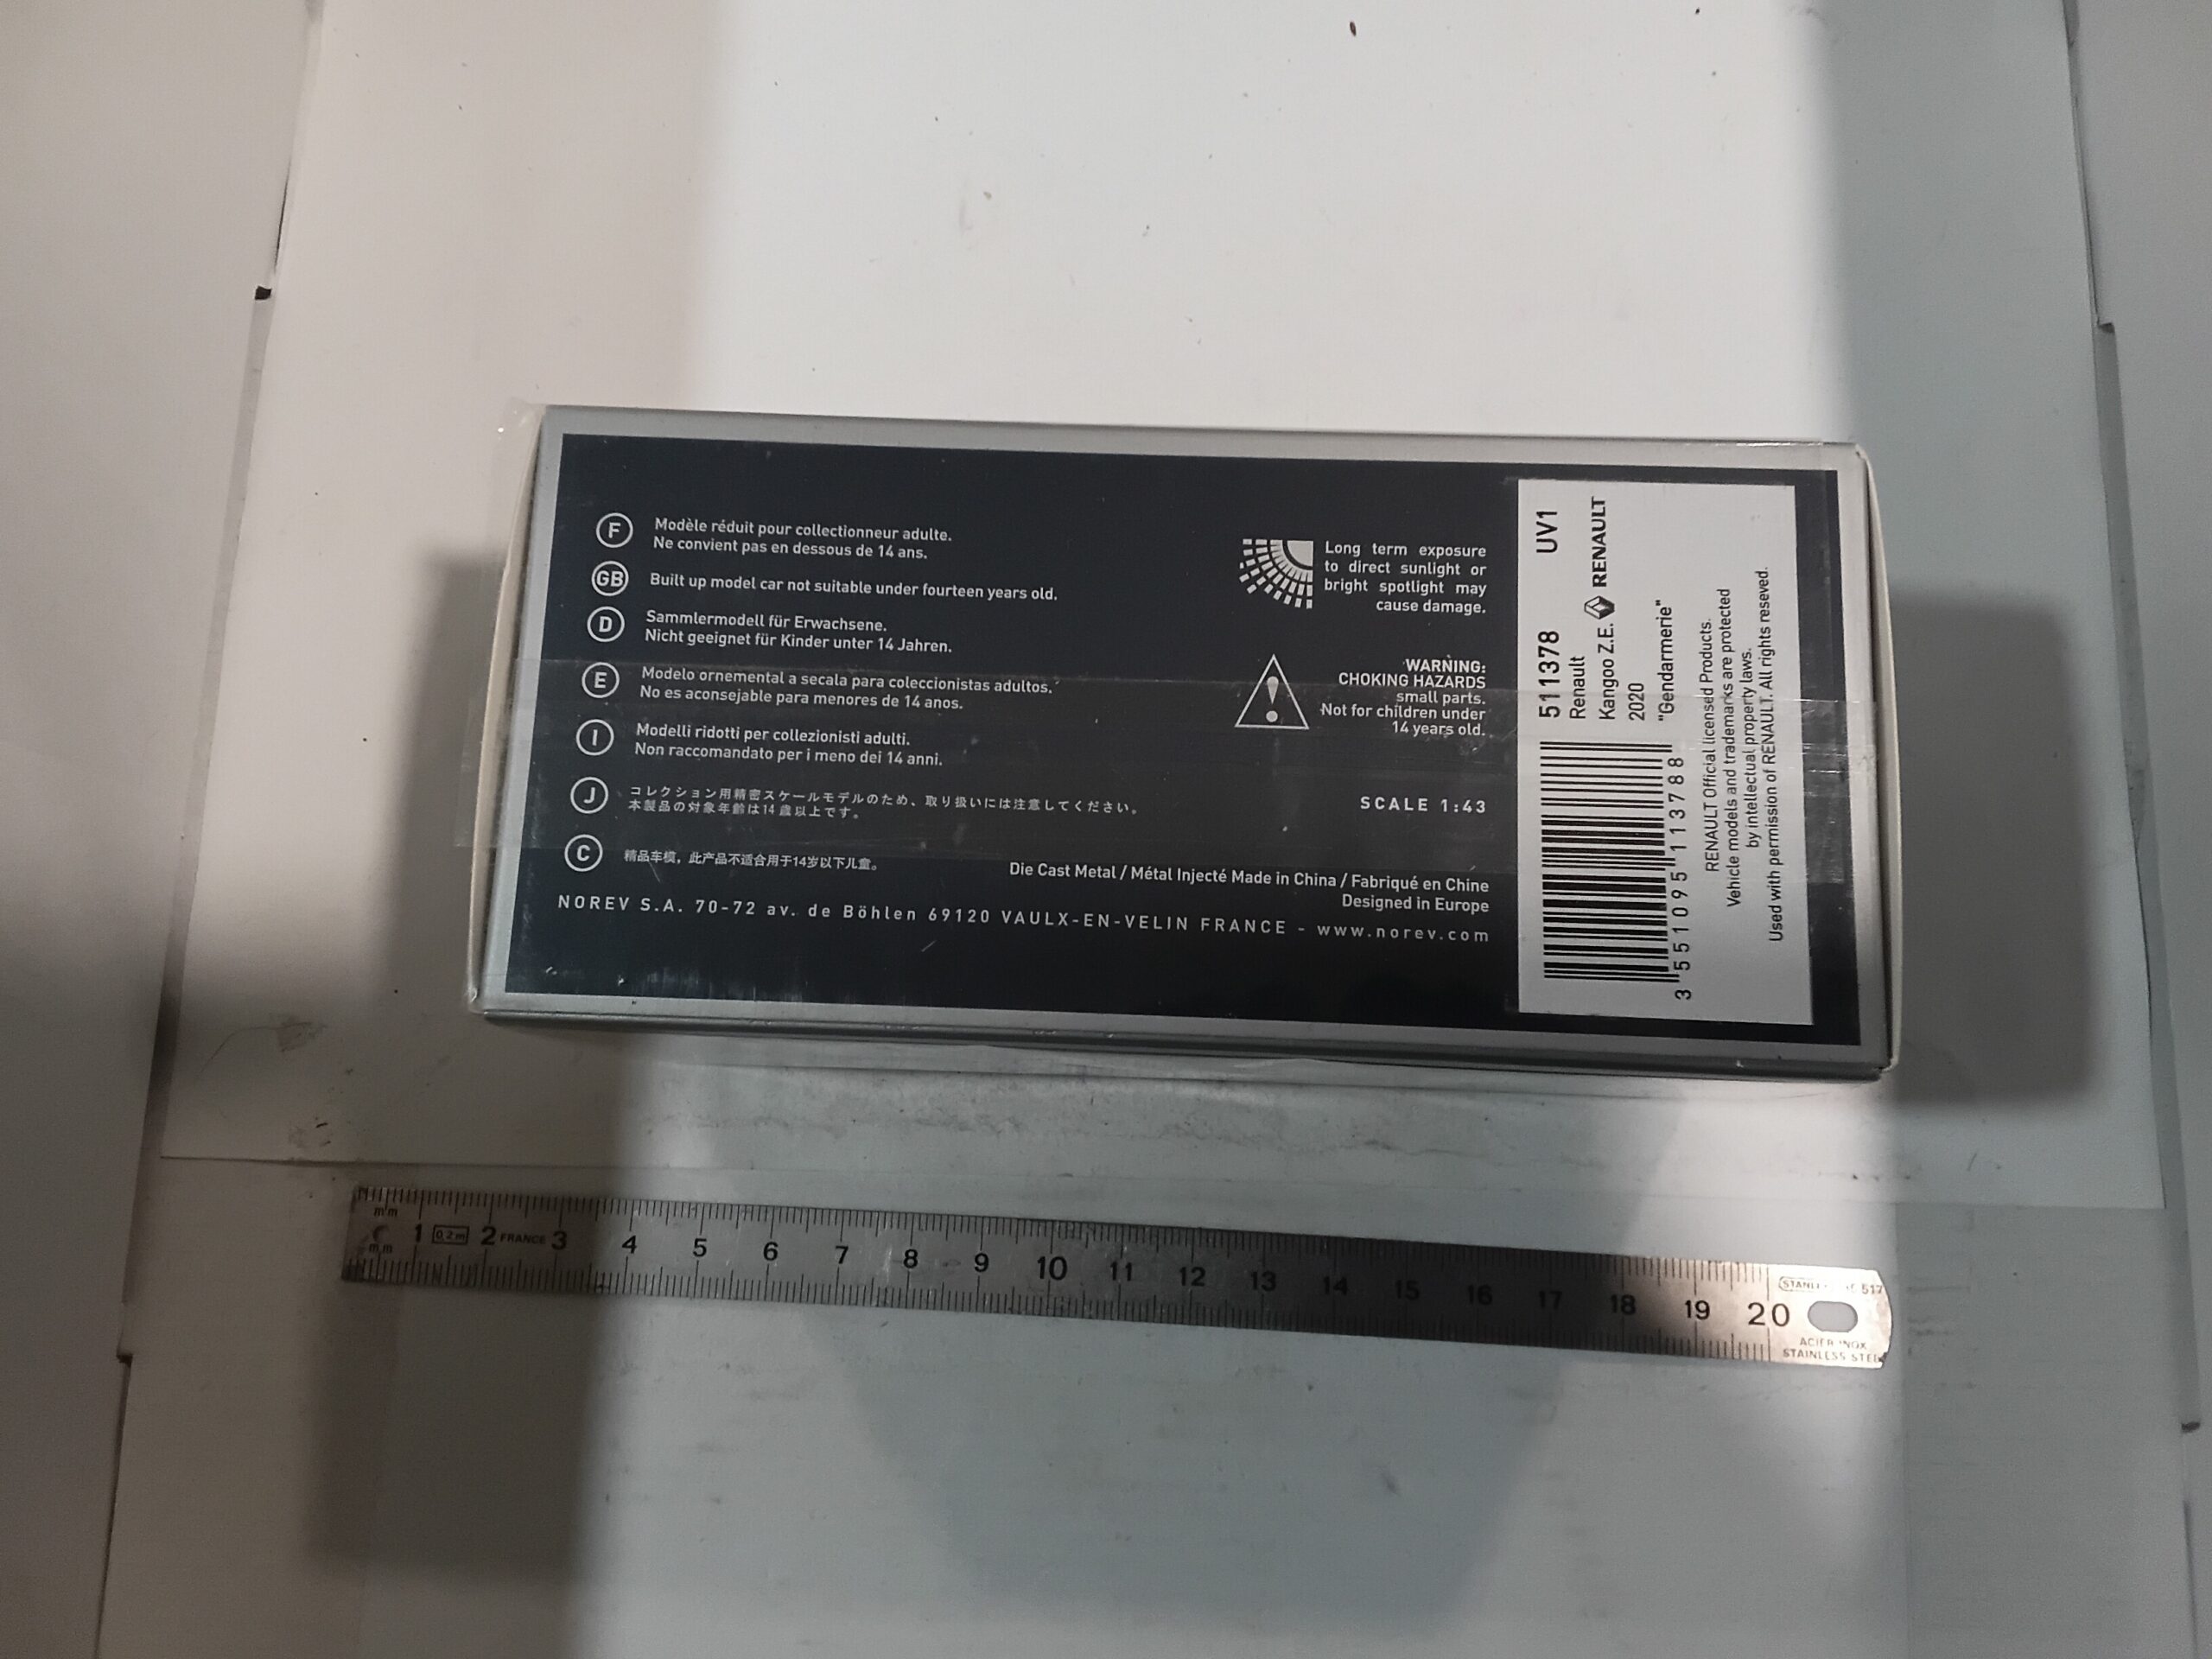 F
Modèle réduit pour collectionneur adulte.
Ne convient pas en dessous de 14 ans.
GB
Built up model car not suitable under fourteen years old.
D
Sammlermodell für Erwachsene.
Nicht geeignet für Kinder unter 14 Jahren.
E
Modelo ornemental a secala para coleccionistas adultos.
No es aconsejable para menores de 14 anos.
I
Modelli ridotti per collezionisti adulti.
Non raccomandato per i meno dei 14 anni.
J
コレクション用精密スケールモデルのため、取り扱いには注意してください。
本製品の対象年齢は14歳以上です。
C
精品车模，此产品不适合用于14岁以下儿童。
Long term exposure
to direct sunlight or
bright spotlight may
cause damage.
WARNING:
CHOKING HAZARDS
small parts.
Not for children under
14 years old.
SCALE 1:43
Die Cast Metal / Métal Injecté Made in China / Fabriqué en Chine
Designed in Europe
NOREV S.A. 70-72 av. de Böhlen 69120 VAULX-EN-VELIN FRANCE - www.norev.com
511378 UV1
Renault
Kangoo Z.E. RENAULT
2020
"Gendarmerie"
3 551095 113788
RENAULT Official licensed Products.
Vehicle models and trademarks are protected
by intellectual property laws.
Used with permission of RENAULT. All rights reseved.
mm
1 0,2m 2 FRANCE 3 4 5 6 7 8 9 10 11 12 13 14 15 16 17 18 19 20
mm
517
ACIER INOX
STAINLESS STEEL